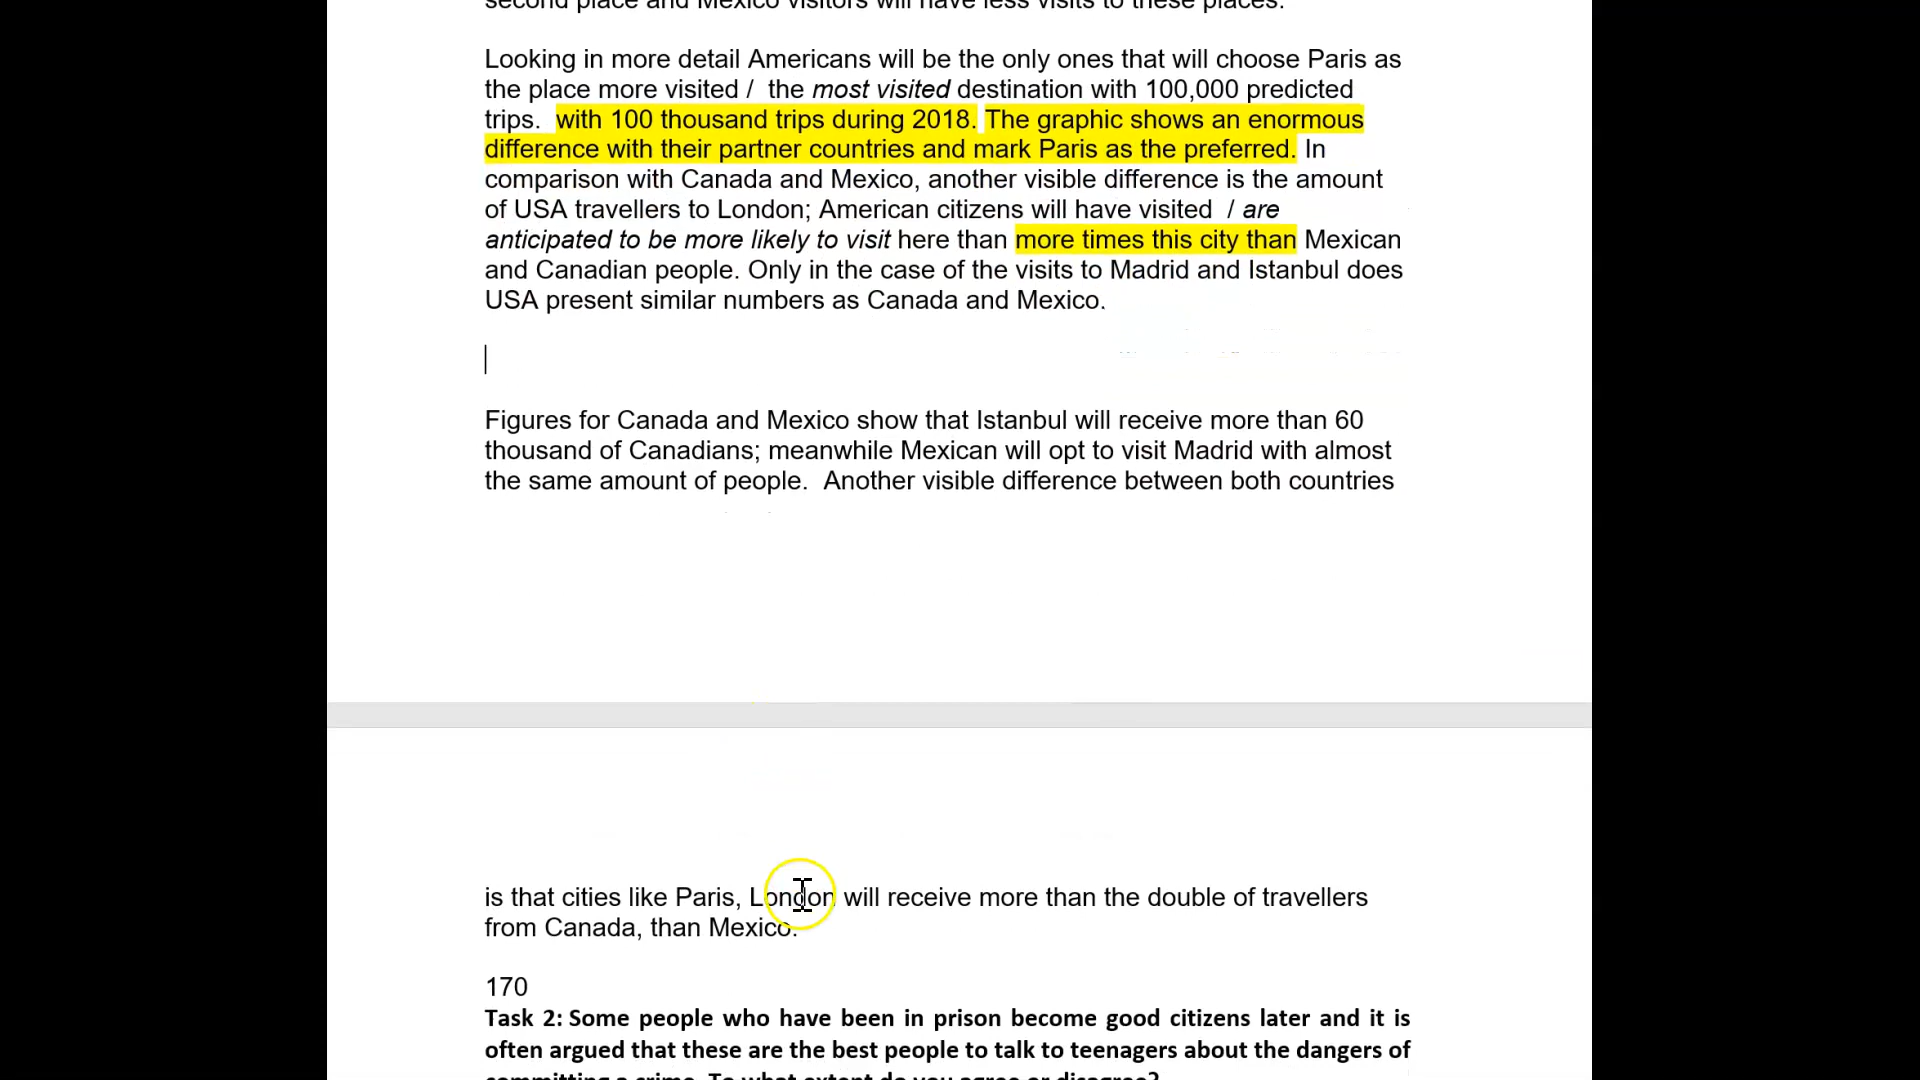 second place and Mexico visitors will have less visits to these places.
Looking in more detail Americans will be the only ones that will choose Paris as
the place more visited / the most visited destination with 100,000 predicted
trips. with 100 thousand trips during 2018. The graphic shows an enormous
difference with their partner countries and mark Paris as the preferred. In
comparison with Canada and Mexico, another visible difference is the amount
of USA travellers to London; American citizens will have visited / are
anticipated to be more likely to visit here than more times this city than Mexican
and Canadian people. Only in the case of the visits to Madrid and Istanbul does
USA present similar numbers as Canada and Mexico.
Figures for Canada and Mexico show that Istanbul will receive more than 60
thousand of Canadians; meanwhile Mexican will opt to visit Madrid with almost
the same amount of people. Another visible difference between both countries
is that cities like Paris, London will receive more than the double of travellers
from Canada, than Mexico.
170
Task 2: Some people who have been in prison become good citizens later and it is
often argued that these are the best people to talk to teenagers about the dangers of
committing a crime. To what extent do you agree or disagree?